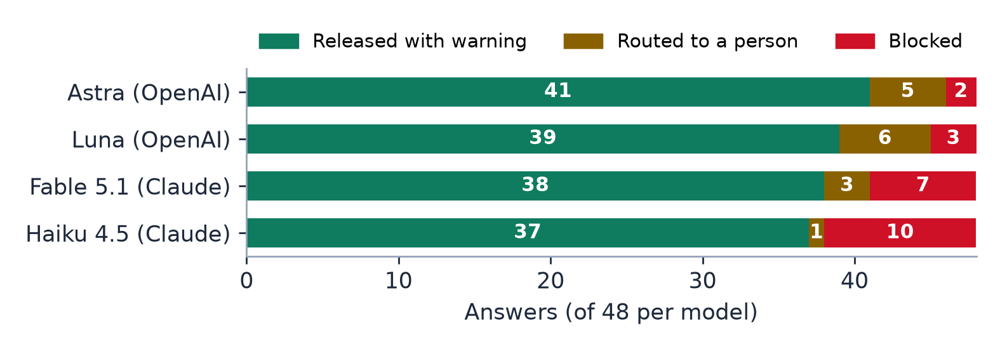 Released with warning Routed to a person Blocked
Astra (OpenAI) 41 5 2
Luna (OpenAI) 39 6 3
Fable 5.1 (Claude) 38 3 7
Haiku 4.5 (Claude) 37 1 10
0 10 20 30 40
Answers (of 48 per model)